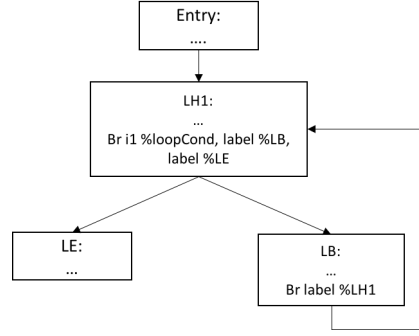 Entry:
....
LH1:
...
Br i1 %loopCond, label %LB,
label %LE
LE:
...
LB:
...
Br label %LH1